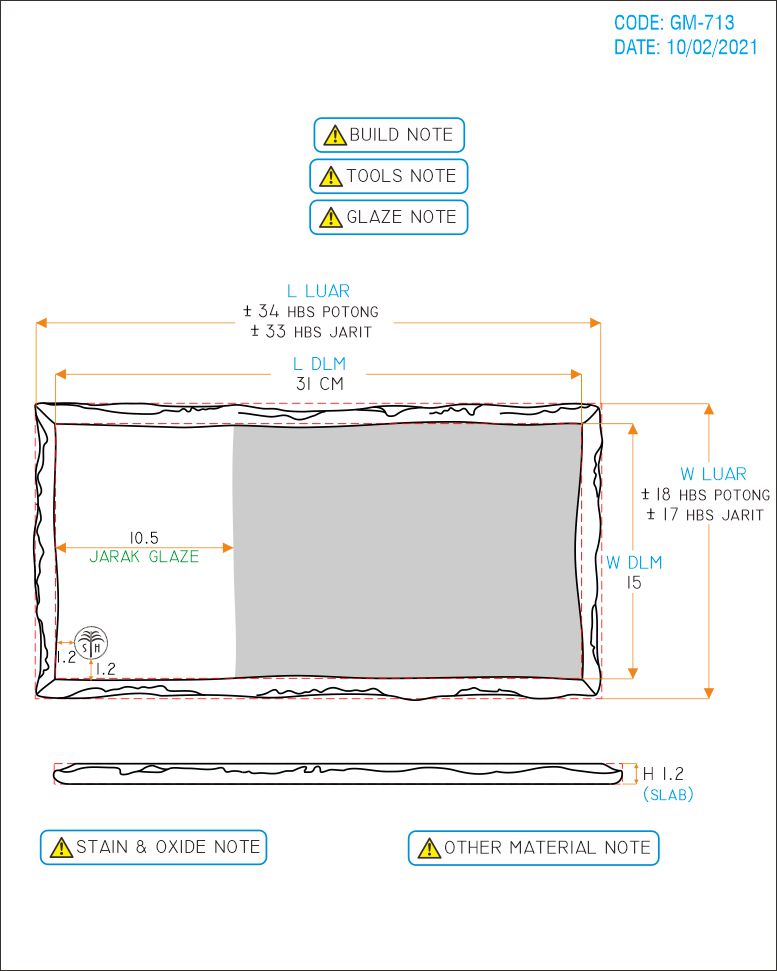 CODE: GM-713
DATE: 10/02/2021
BUILD NOTE
TOOLS NOTE
GLAZE NOTE
L LUAR
± 34 HBS POTONG
± 33 HBS JARIT
L DLM
31 CM
W LUAR
± 18 HBS POTONG
± 17 HBS JARIT
10.5
JARAK GLAZE
W DLM
15
S H
1.2
1.2
H 1.2
(SLAB)
STAIN & OXIDE NOTE
OTHER MATERIAL NOTE